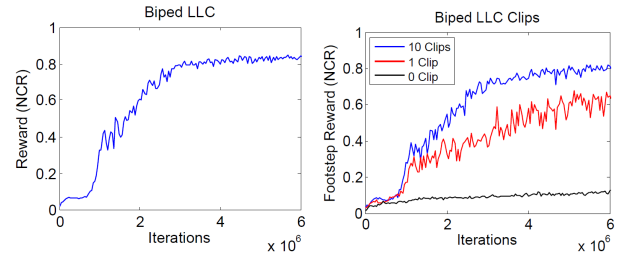 Biped LLC
Reward (NCR)
1
0.8
0.6
0.4
0.2
0
0 2 4 6
Iterations
x 10^6
Biped LLC Clips
Footstep Reward (NCR)
1
0.8
0.6
0.4
0.2
0
10 Clips
1 Clip
0 Clip
0 2 4 6
Iterations
x 10^6